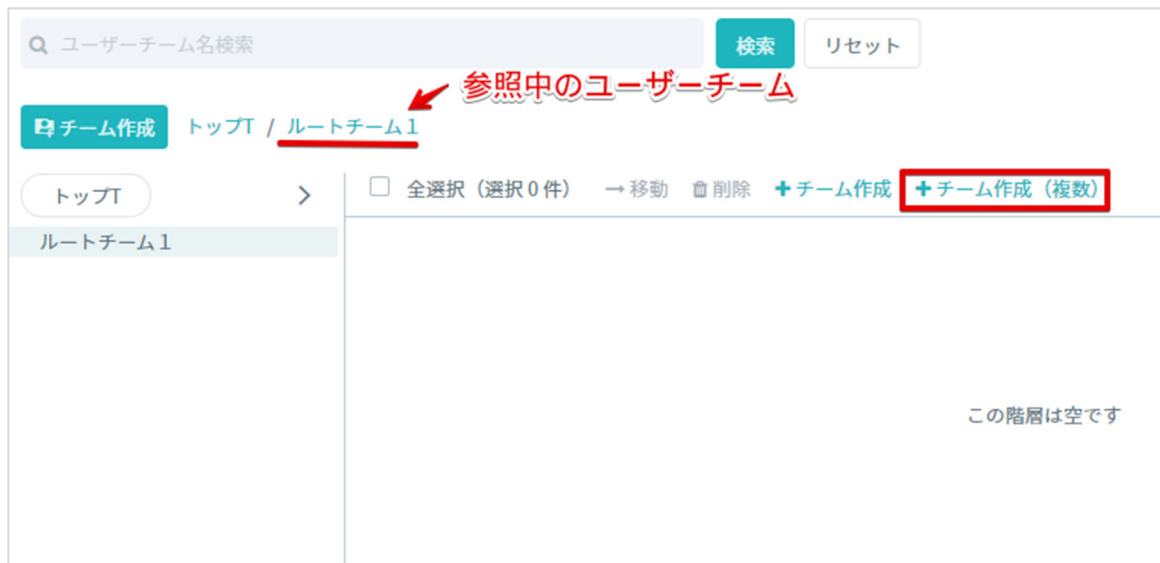 ユーザーチーム名検索 検索 リセット
参照中のユーザーチーム
チーム作成 トップT / ルートチーム1
トップT
全選択（選択0件） →移動 削除 +チーム作成 +チーム作成（複数）
ルートチーム1
この階層は空です